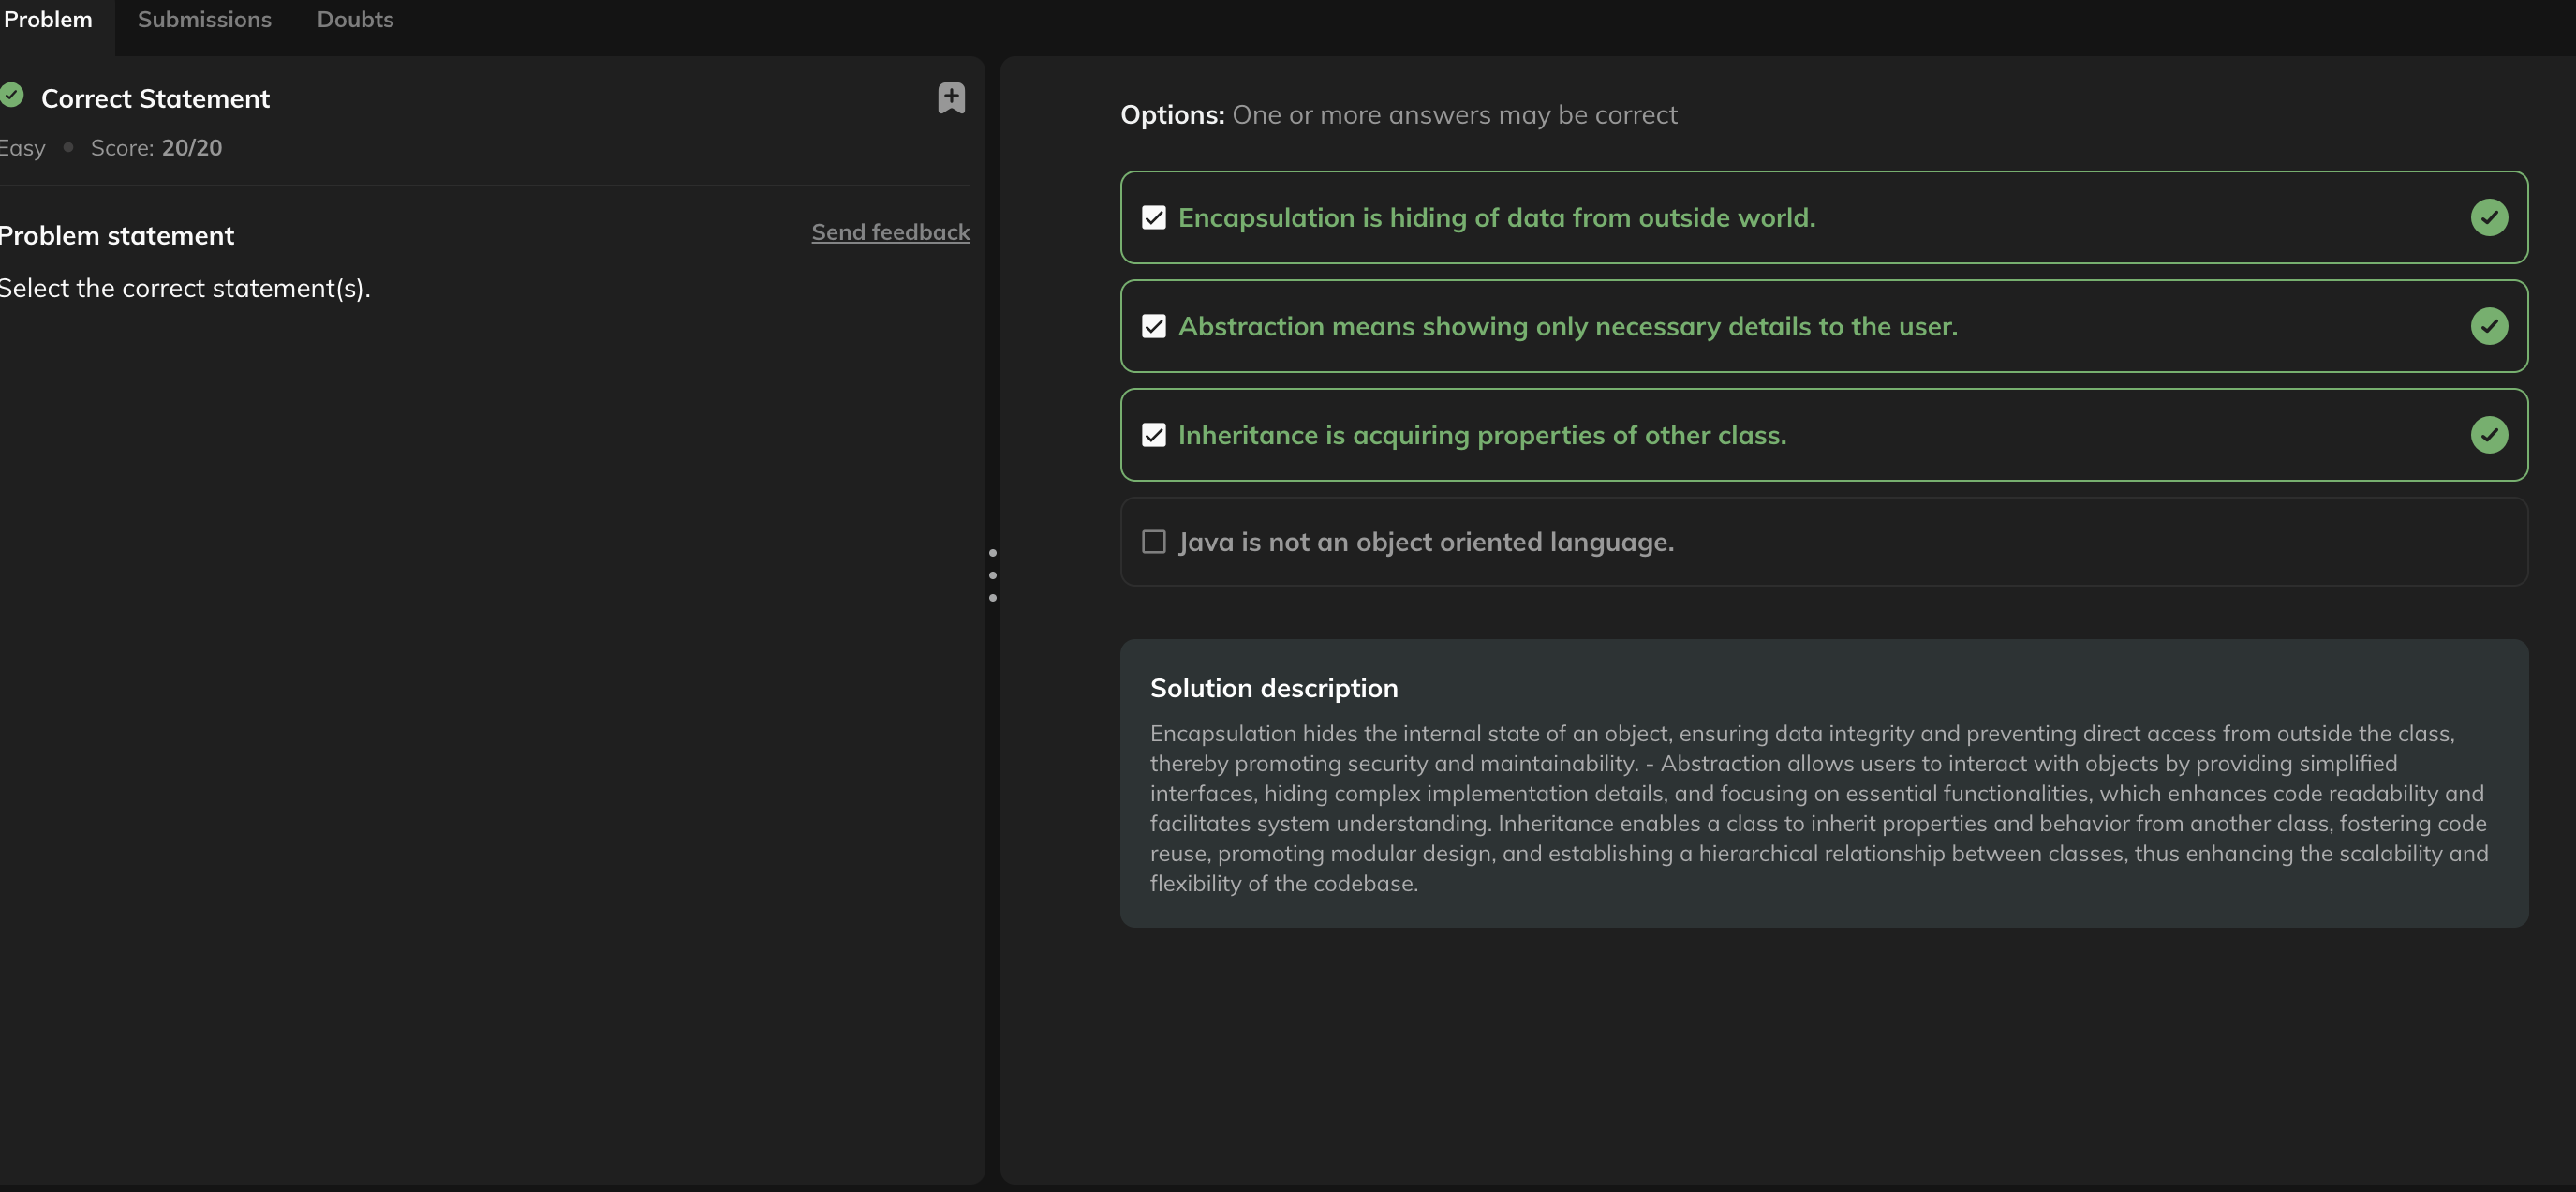 Problem Submissions Doubts
Correct Statement
Easy Score: 20/20
Problem statement Send feedback
Select the correct statement(s).
Options: One or more answers may be correct
Encapsulation is hiding of data from outside world.
Abstraction means showing only necessary details to the user.
Inheritance is acquiring properties of other class.
Java is not an object oriented language.
Solution description
Encapsulation hides the internal state of an object, ensuring data integrity and preventing direct access from outside the class,
thereby promoting security and maintainability. - Abstraction allows users to interact with objects by providing simplified
interfaces, hiding complex implementation details, and focusing on essential functionalities, which enhances code readability and
facilitates system understanding. Inheritance enables a class to inherit properties and behavior from another class, fostering code
reuse, promoting modular design, and establishing a hierarchical relationship between classes, thus enhancing the scalability and
flexibility of the codebase.